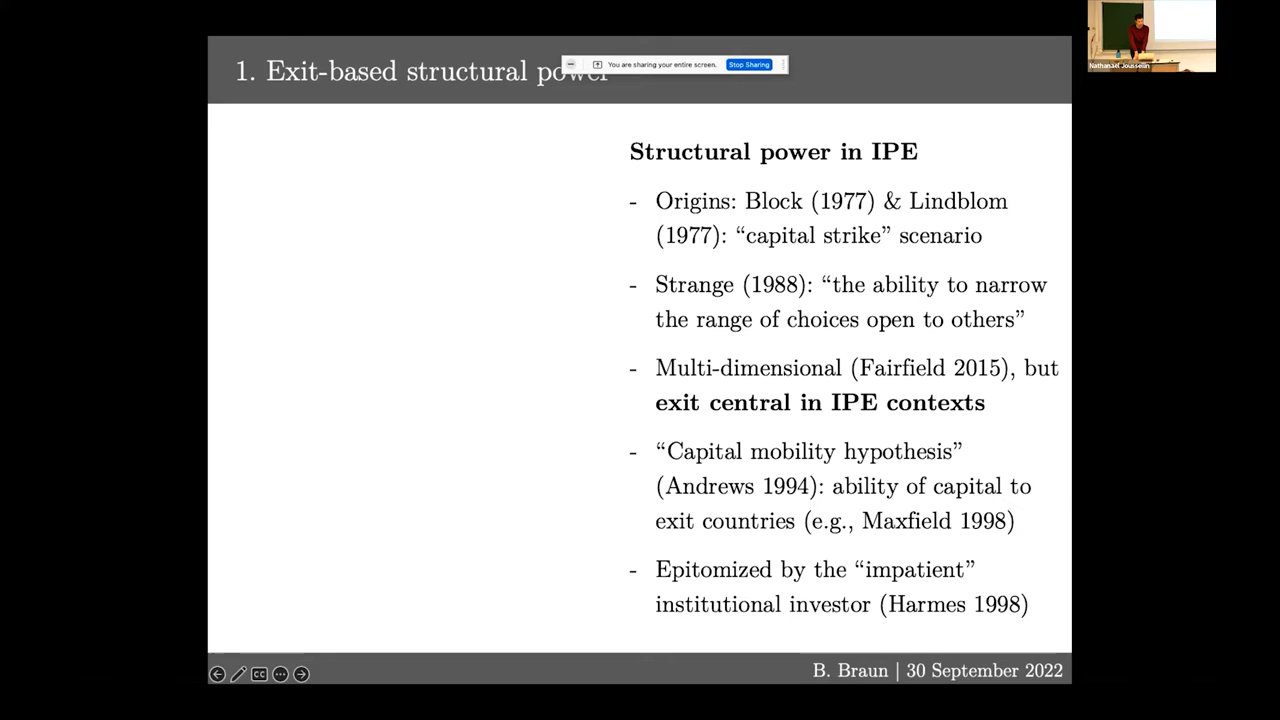 1. Exit-based structural power
You are sharing your entire screen.
Stop Sharing
Nathanael Jousselin
Structural power in IPE
- Origins: Block (1977) & Lindblom
(1977): “capital strike” scenario
- Strange (1988): “the ability to narrow
the range of choices open to others”
- Multi-dimensional (Fairfield 2015), but
exit central in IPE contexts
- “Capital mobility hypothesis”
(Andrews 1994): ability of capital to
exit countries (e.g., Maxfield 1998)
- Epitomized by the “impatient”
institutional investor (Harmes 1998)
CC
B. Braun | 30 September 2022